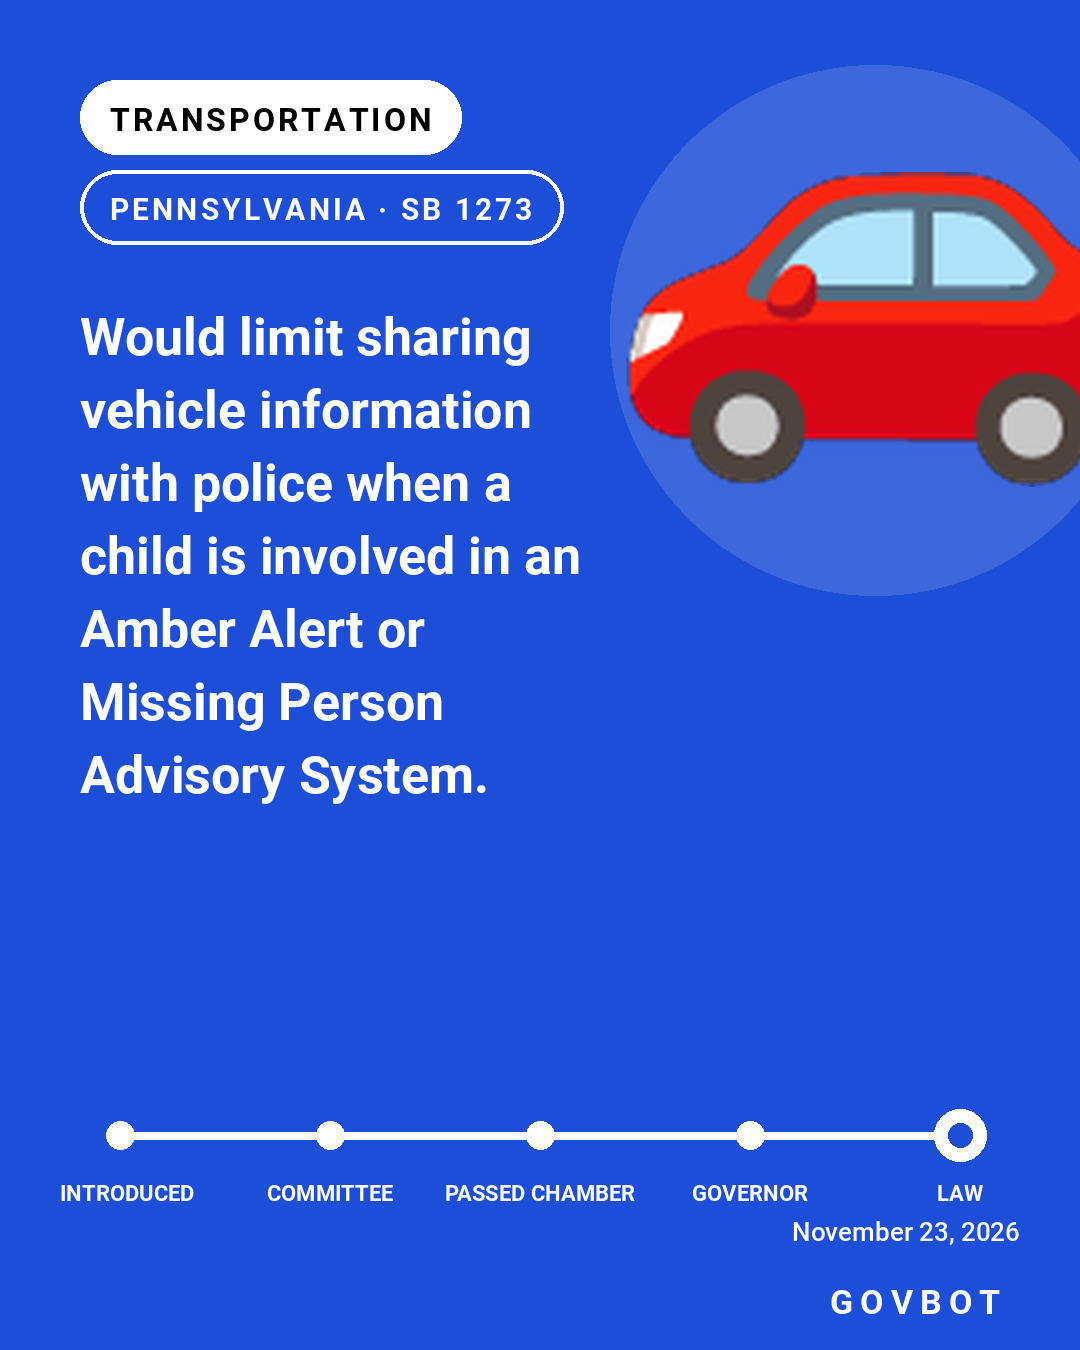 TRANSPORTATION
PENNSYLVANIA · SB 1273
Would limit sharing
vehicle information
with police when a
child is involved in an
Amber Alert or
Missing Person
Advisory System.
INTRODUCED
COMMITTEE
PASSED CHAMBER
GOVERNOR
LAW
November 23, 2026
GOVBOT